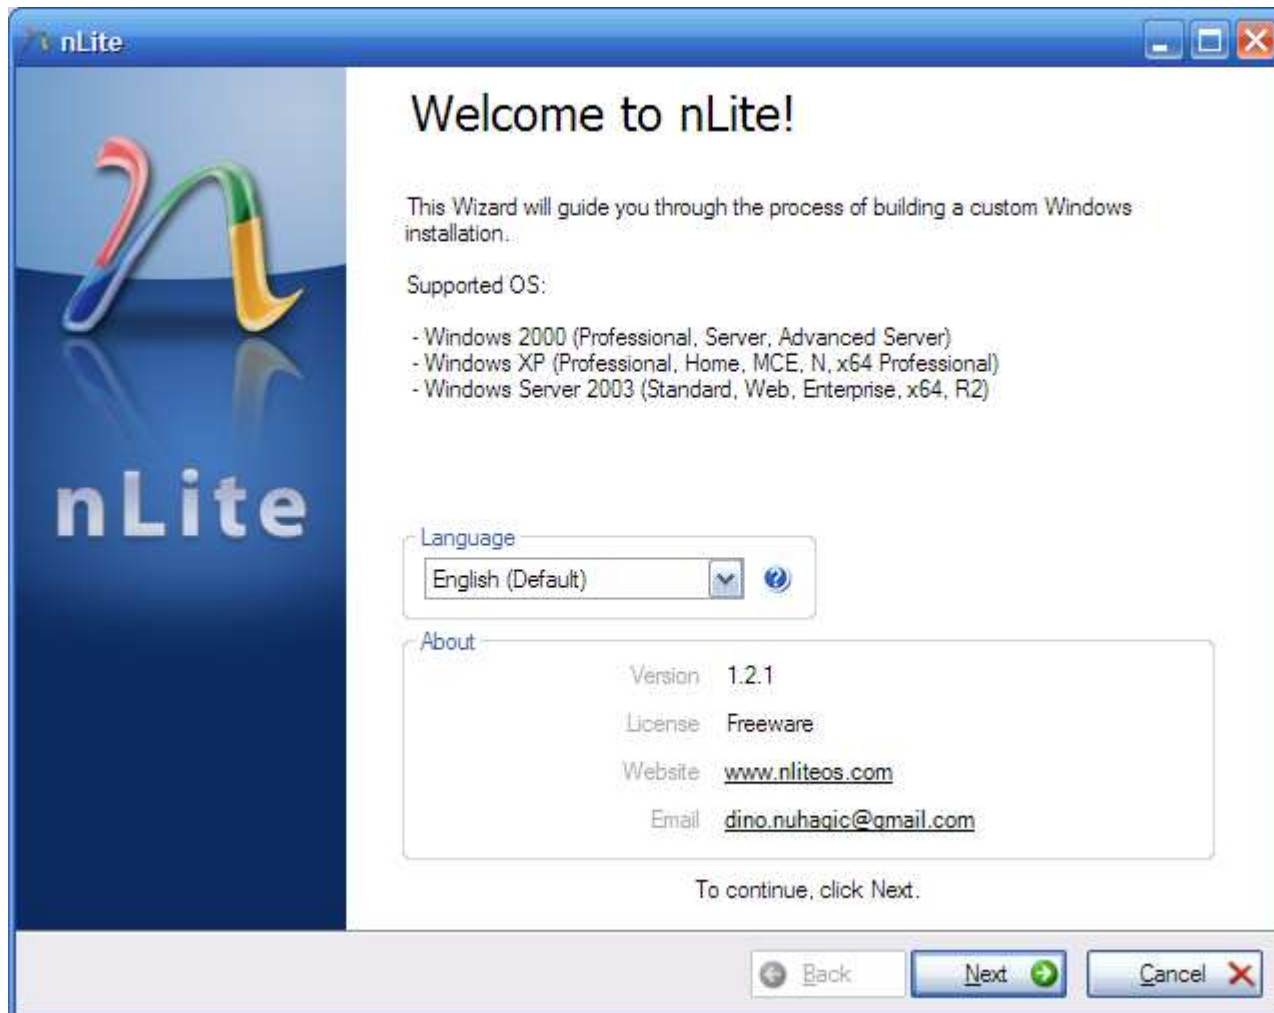 nLite
Welcome to nLite!
This Wizard will guide you through the process of building a custom Windows
installation.
Supported OS:
- Windows 2000 (Professional, Server, Advanced Server)
- Windows XP (Professional, Home, MCE, N, x64 Professional)
- Windows Server 2003 (Standard, Web, Enterprise, x64, R2)
nLite
Language
English (Default)
About
Version 1.2.1
License Freeware
Website www.nliteos.com
Email dino.nuhagic@gmail.com
To continue, click Next.
Back Next Cancel